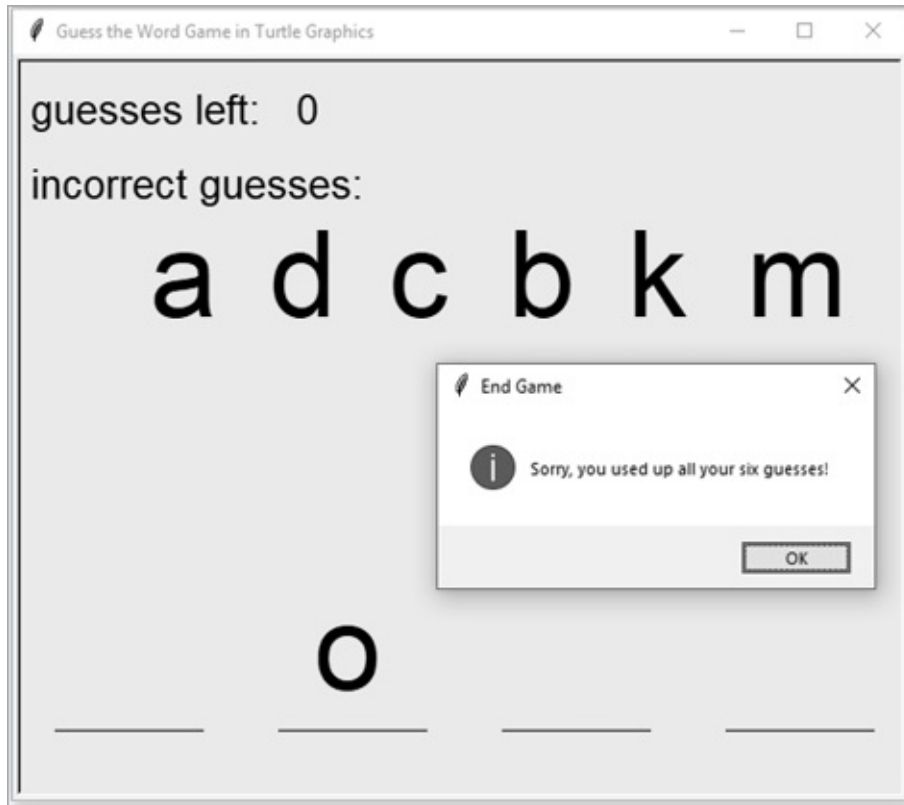 Guess the Word Game in Turtle Graphics
guesses left: 0
incorrect guesses:
a d c b k m
End Game
Sorry, you used up all your six guesses!
OK
o